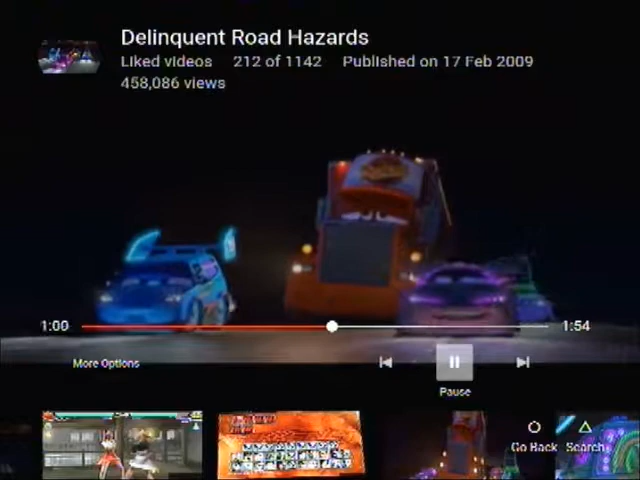 Delinquent Road Hazards
Liked videos 212 of 1142 Published on 17 Feb 2009
458,086 views
1:00 1:54
More Options
Pause
Go Back Search